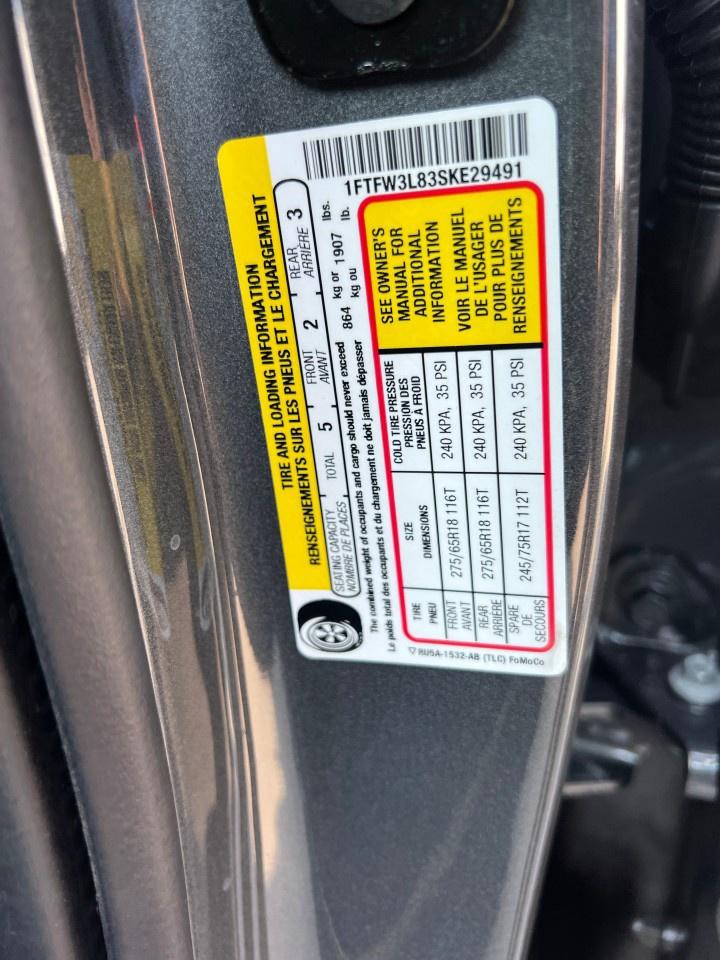 1FTFW3L83SKE29491
TIRE AND LOADING INFORMATION
RENSEIGNEMENTS SUR LES PNEUS ET LE CHARGEMENT
SEATING CAPACITY TOTAL 5 FRONT 2 REAR 3
NOMBRE DE PLACES AVANT ARRIÈRE
The combined weight of occupants and cargo should never exceed 864 kg or 1907 lbs.
Le poids total des occupants et du chargement ne doit jamais dépasser kg ou lb.
TIRE SIZE COLD TIRE PRESSURE
PNEU DIMENSIONS PRESSION DES
PNEUS À FROID
FRONT 275/65R18 116T 240 KPA, 35 PSI
AVANT
REAR 275/65R18 116T 240 KPA, 35 PSI
ARRIÈRE
SPARE 245/75R17 112T 240 KPA, 35 PSI
DE
SECOURS
SEE OWNER'S
MANUAL FOR
ADDITIONAL
INFORMATION
VOIR LE MANUEL
DE L'USAGER
POUR PLUS DE
RENSEIGNEMENTS
8U5A-1532-AB (TLC) FoMoCo